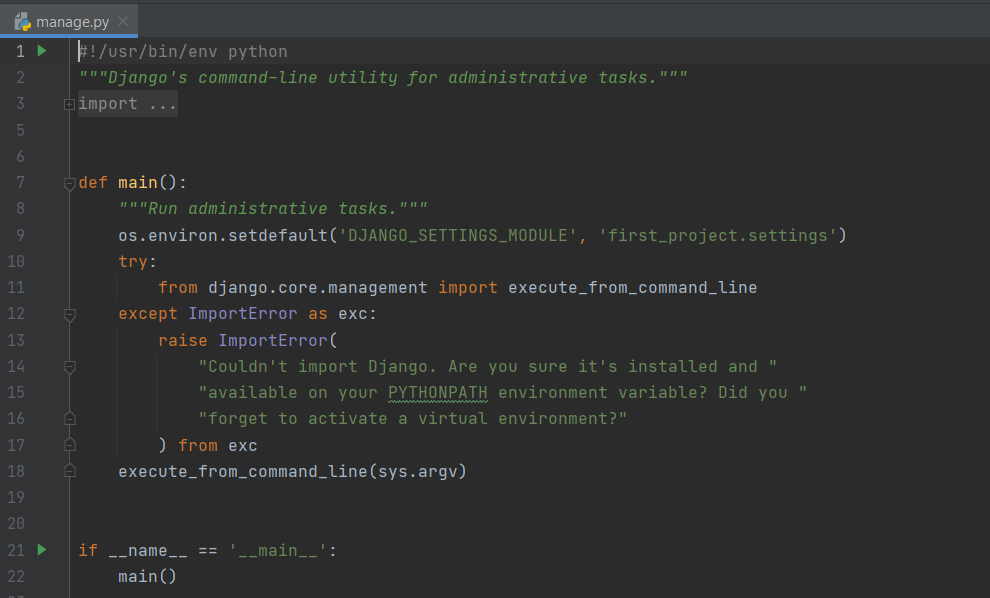 manage.py
1 #!/usr/bin/env python
2 """Django's command-line utility for administrative tasks."""
3 import ...
5
6
7 def main():
8     """Run administrative tasks."""
9     os.environ.setdefault('DJANGO_SETTINGS_MODULE', 'first_project.settings')
10     try:
11         from django.core.management import execute_from_command_line
12     except ImportError as exc:
13         raise ImportError(
14             "Couldn't import Django. Are you sure it's installed and "
15             "available on your PYTHONPATH environment variable? Did you "
16             "forget to activate a virtual environment?"
17         ) from exc
18     execute_from_command_line(sys.argv)
19
20
21 if __name__ == '__main__':
22     main()